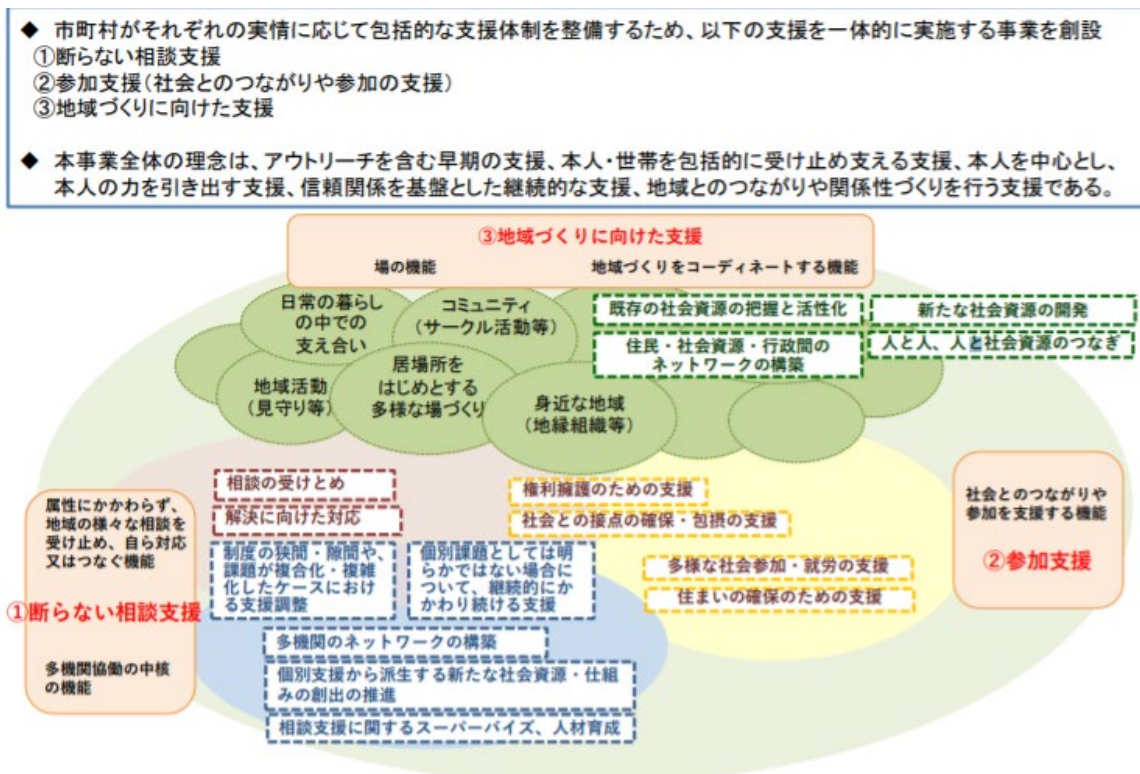 ◆ 市町村がそれぞれの実情に応じて包括的な支援体制を整備するため、以下の支援を一体的に実施する事業を創設
①断らない相談支援
②参加支援(社会とのつながりや参加の支援)
③地域づくりに向けた支援
◆ 本事業全体の理念は、アウトリーチを含む早期の支援、本人・世帯を包括的に受け止め支える支援、本人を中心とし、
本人の力を引き出す支援、信頼関係を基盤とした継続的な支援、地域とのつながりや関係性づくりを行う支援である。
③地域づくりに向けた支援
場の機能
地域づくりをコーディネートする機能
日常の暮らし
の中での
支え合い
コミュニティ
(サークル活動等)
既存の社会資源の把握と活性化
新たな社会資源の開発
住民・社会資源・行政間の
ネットワークの構築
人と人、人と社会資源のつなぎ
地域活動
(見守り等)
居場所を
はじめとする
多様な場づくり
身近な地域
(地縁組織等)
属性にかかわらず、
地域の様々な相談を
受け止め、自ら対応
又はつなぐ機能
①断らない相談支援
多機関協働の中核
の機能
相談の受けとめ
解決に向けた対応
制度の狭間・隙間や、
課題が複合化・複雑
化したケースにおけ
る支援調整
個別課題としては明
らかではない場合に
ついて、継続的にか
かわり続ける支援
多機関のネットワークの構築
個別支援から派生する新たな社会資源・仕組
みの創出の推進
相談支援に関するスーパーバイズ、人材育成
権利擁護のための支援
社会との接点の確保・包摂の支援
多様な社会参加・就労の支援
住まいの確保のための支援
社会とのつながりや
参加を支援する機能
②参加支援